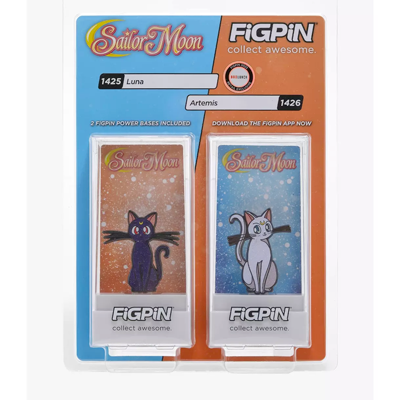 Sailor Moon
FiGPiN
collect awesome.
1425 Luna
Artemis 1426
2 FiGPiN POWER BASES INCLUDED
DOWNLOAD THE FiGPiN APP NOW
Sailor Moon
FiGPiN
collect awesome.
Sailor Moon
FiGPiN
collect awesome.